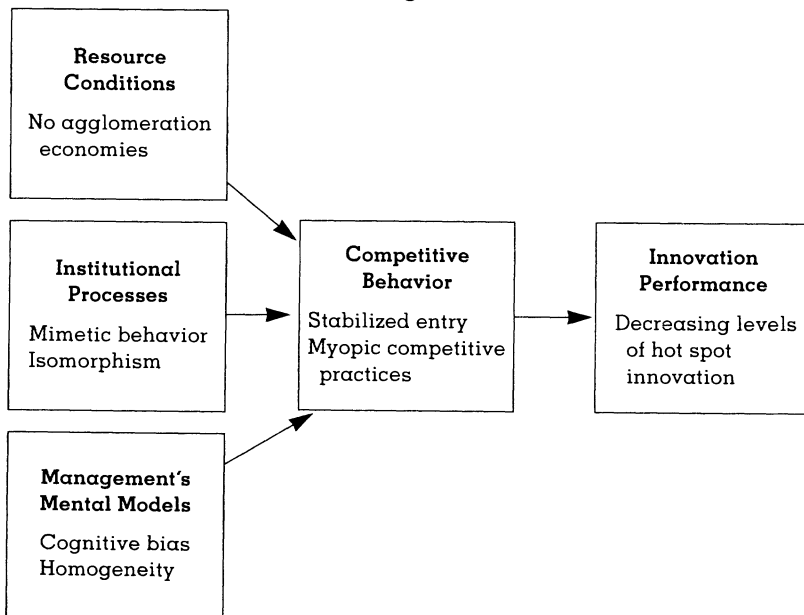 Resource
Conditions
No agglomeration
economies
Institutional
Processes
Mimetic behavior
Isomorphism
Management's
Mental Models
Cognitive bias
Homogeneity
Competitive
Behavior
Stabilized entry
Myopic competitive
practices
Innovation
Performance
Decreasing levels
of hot spot
innovation